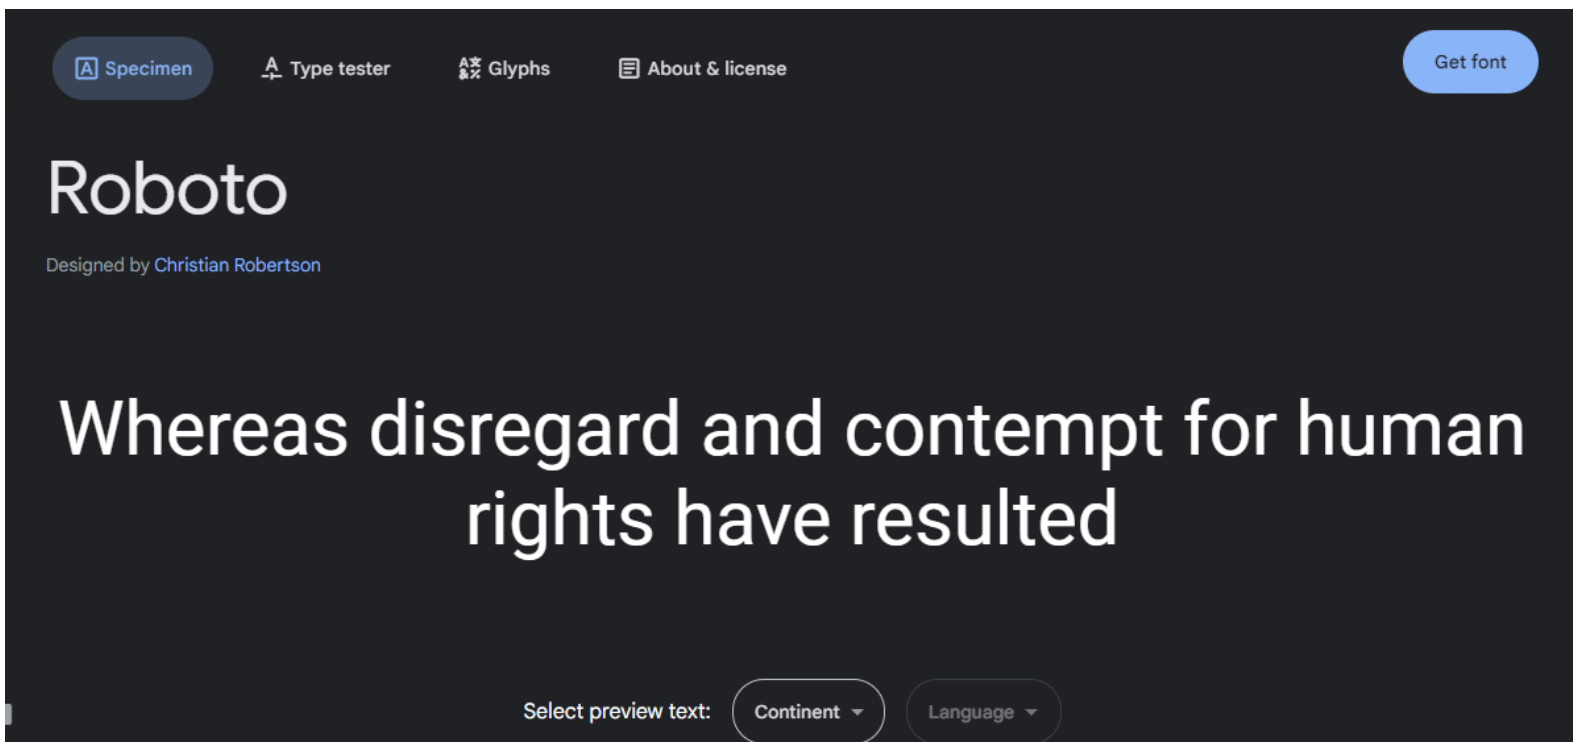 Specimen
Type tester
Glyphs
About & license
Get font
Roboto
Designed by Christian Robertson
Whereas disregard and contempt for human
rights have resulted
Select preview text:
Continent
Language